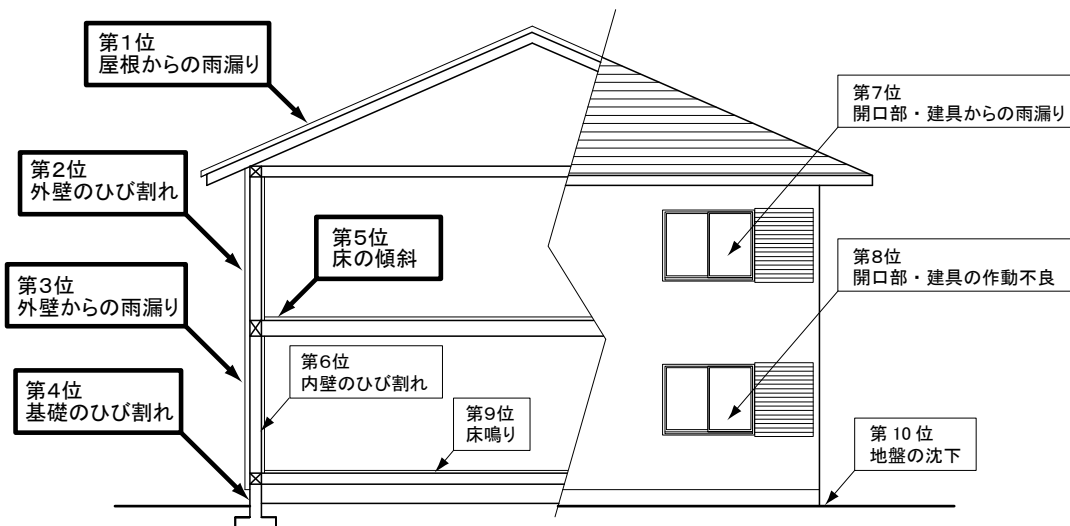 第1位
屋根からの雨漏り
第2位
外壁のひび割れ
第3位
外壁からの雨漏り
第4位
基礎のひび割れ
第5位
床の傾斜
第6位
内壁のひび割れ
第9位
床鳴り
第7位
開口部・建具からの雨漏り
第8位
開口部・建具の作動不良
第 10 位
地盤の沈下